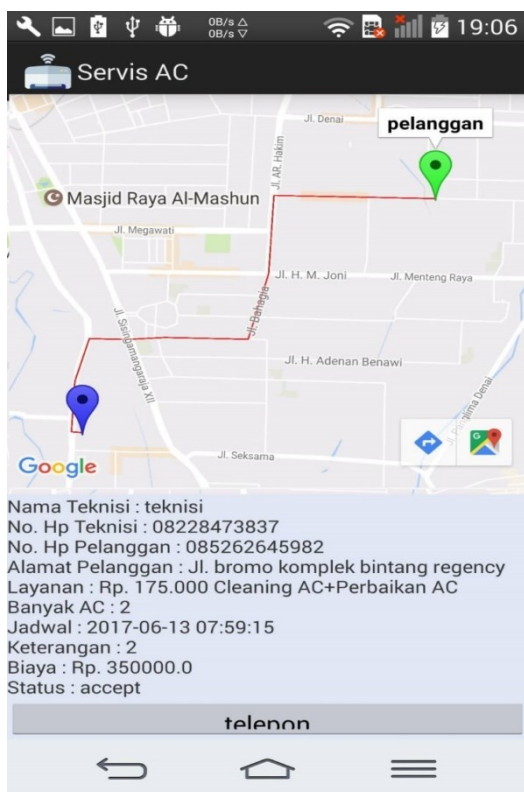 0B/s △
0B/s ▽
19:06
Servis AC
Jl. Denai
pelanggan
Jl. AR. Hakim
Masjid Raya Al-Mashun
Jl. Megawati
Jl. H. M. Joni
Jl. Menteng Raya
Jl. Bahagia
Jl. Sisingamangaraja XII
Jl. H. Adenan Benawi
Jl. Panglima Denai
Jl. Seksama
Google
Nama Teknisi : teknisi
No. Hp Teknisi : 08228473837
No. Hp Pelanggan : 085262645982
Alamat Pelanggan : Jl. bromo komplek bintang regency
Layanan : Rp. 175.000 Cleaning AC+Perbaikan AC
Banyak AC : 2
Jadwal : 2017-06-13 07:59:15
Keterangan : 2
Biaya : Rp. 350000.0
Status : accept
telepon